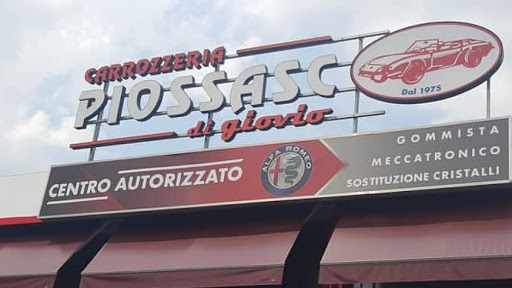 CARROZZERIA
PIOSSASC
di giovio
Dal 1975
CENTRO AUTORIZZATO
ALFA ROMEO
GOMMISTA
MECCATRONICO
SOSTITUZIONE CRISTALLI